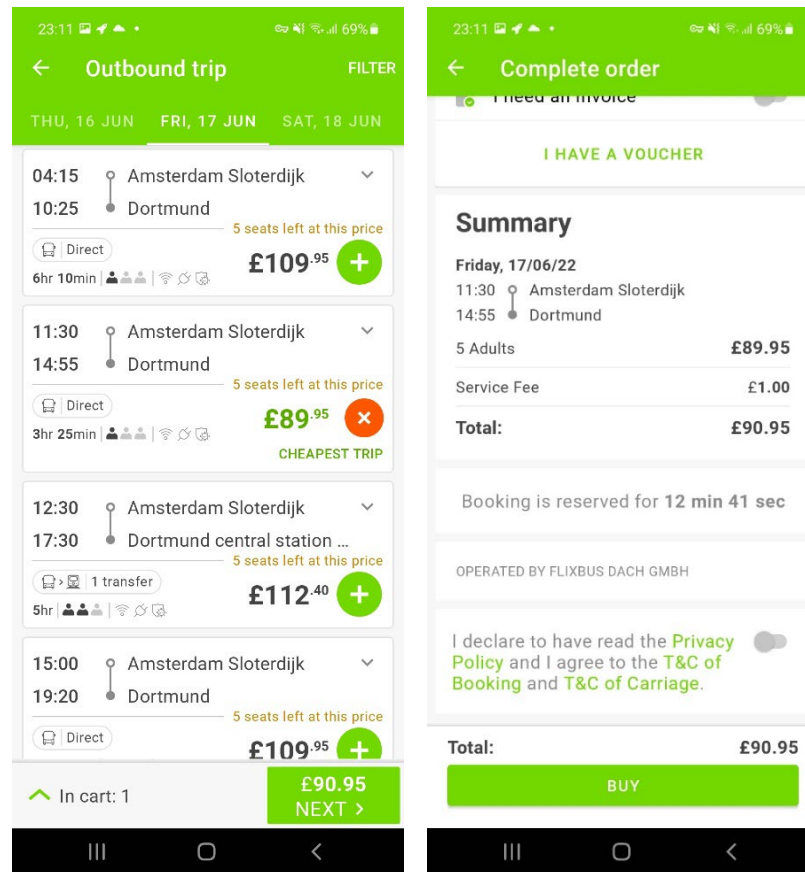 23:11
69%
Outbound trip
FILTER
THU, 16 JUN FRI, 17 JUN SAT, 18 JUN
04:15 Amsterdam Sloterdijk
10:25 Dortmund
5 seats left at this price
Direct
£109.95 +
6hr 10min
11:30 Amsterdam Sloterdijk
14:55 Dortmund
5 seats left at this price
Direct
£89.95 ×
3hr 25min
CHEAPEST TRIP
12:30 Amsterdam Sloterdijk
17:30 Dortmund central station ...
5 seats left at this price
1 transfer
£112.40 +
5hr
15:00 Amsterdam Sloterdijk
19:20 Dortmund
5 seats left at this price
Direct
£109.95 +
In cart: 1
£90.95
NEXT >
23:11
69%
Complete order
I need an invoice
I HAVE A VOUCHER
Summary
Friday, 17/06/22
11:30 Amsterdam Sloterdijk
14:55 Dortmund
5 Adults £89.95
Service Fee £1.00
Total: £90.95
Booking is reserved for 12 min 41 sec
OPERATED BY FLIXBUS DACH GMBH
I declare to have read the Privacy
Policy and I agree to the T&C of
Booking and T&C of Carriage.
Total: £90.95
BUY